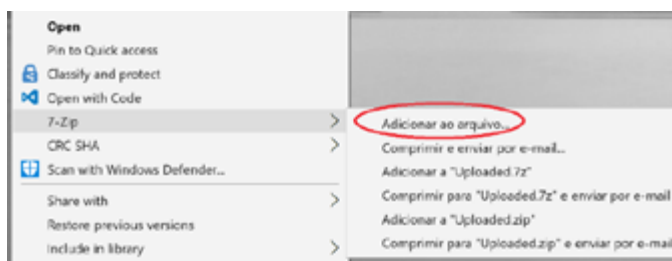 Open
Pin to Quick access
Classify and protect
Open with Code
7-Zip
CRC SHA
Scan with Windows Defender...
Share with
Restore previous versions
Include in library
Adicionar ao arquivo...
Comprimir e enviar por e-mail...
Adicionar a "Uploaded.7z"
Comprimir para "Uploaded.7z" e enviar por e-mail
Adicionar a "Uploaded.zip"
Comprimir para "Uploaded.zip" e enviar por e-mail